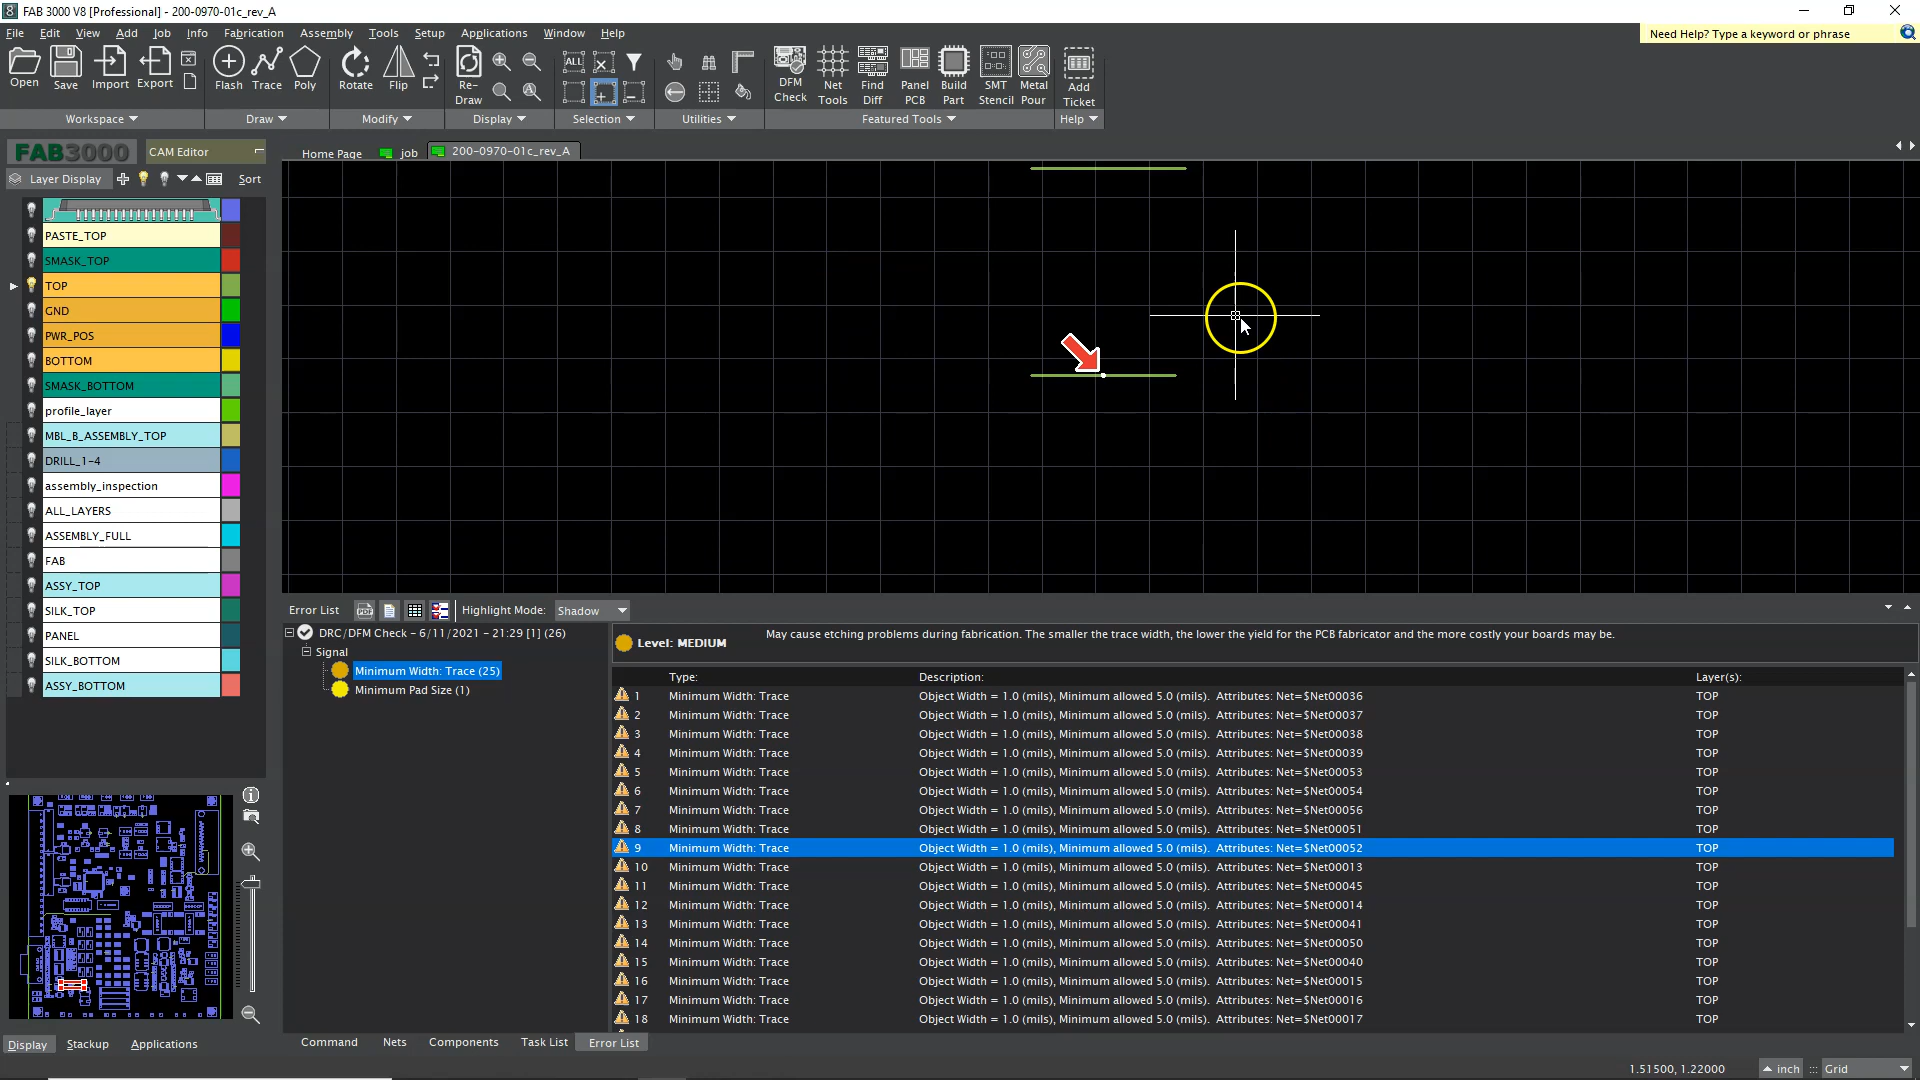 FAB 3000 V8 [Professional] - 200-0970-01c_rev_A
File Edit View Add Job Info Fabrication Assembly Tools Setup Applications Window Help
Need Help? Type a keyword or phrase
Open Save Import Export Flash Trace Poly Rotate Flip Re-Draw ALL DFM Check Net Tools Find Diff Panel PCB Build Part SMT Stencil Metal Pour Add Ticket
Workspace Draw Modify Display Selection Utilities Featured Tools Help
FAB3000 CAM Editor
Home Page job 200-0970-01c_rev_A
Layer Display Sort
PASTE_TOP
SMASK_TOP
TOP
GND
PWR_POS
BOTTOM
SMASK_BOTTOM
profile_layer
MBL_B_ASSEMBLY_TOP
DRILL_1-4
assembly_inspection
ALL_LAYERS
ASSEMBLY_FULL
FAB
ASSY_TOP
SILK_TOP
PANEL
SILK_BOTTOM
ASSY_BOTTOM
Display Stackup Applications
Error List PDF Highlight Mode: Shadow
DRC/DFM Check - 6/11/2021 - 21:29 [1] (26)
Signal
Minimum Width: Trace (25)
Minimum Pad Size (1)
Level: MEDIUM May cause etching problems during fabrication. The smaller the trace width, the lower the yield for the PCB fabricator and the more costly your boards may be.
Type: Description: Layer(s):
1 Minimum Width: Trace Object Width = 1.0 (mils), Minimum allowed 5.0 (mils). Attributes: Net=$Net00036 TOP
2 Minimum Width: Trace Object Width = 1.0 (mils), Minimum allowed 5.0 (mils). Attributes: Net=$Net00037 TOP
3 Minimum Width: Trace Object Width = 1.0 (mils), Minimum allowed 5.0 (mils). Attributes: Net=$Net00038 TOP
4 Minimum Width: Trace Object Width = 1.0 (mils), Minimum allowed 5.0 (mils). Attributes: Net=$Net00039 TOP
5 Minimum Width: Trace Object Width = 1.0 (mils), Minimum allowed 5.0 (mils). Attributes: Net=$Net00053 TOP
6 Minimum Width: Trace Object Width = 1.0 (mils), Minimum allowed 5.0 (mils). Attributes: Net=$Net00054 TOP
7 Minimum Width: Trace Object Width = 1.0 (mils), Minimum allowed 5.0 (mils). Attributes: Net=$Net00056 TOP
8 Minimum Width: Trace Object Width = 1.0 (mils), Minimum allowed 5.0 (mils). Attributes: Net=$Net00051 TOP
9 Minimum Width: Trace Object Width = 1.0 (mils), Minimum allowed 5.0 (mils). Attributes: Net=$Net00052 TOP
10 Minimum Width: Trace Object Width = 1.0 (mils), Minimum allowed 5.0 (mils). Attributes: Net=$Net00013 TOP
11 Minimum Width: Trace Object Width = 1.0 (mils), Minimum allowed 5.0 (mils). Attributes: Net=$Net00045 TOP
12 Minimum Width: Trace Object Width = 1.0 (mils), Minimum allowed 5.0 (mils). Attributes: Net=$Net00014 TOP
13 Minimum Width: Trace Object Width = 1.0 (mils), Minimum allowed 5.0 (mils). Attributes: Net=$Net00041 TOP
14 Minimum Width: Trace Object Width = 1.0 (mils), Minimum allowed 5.0 (mils). Attributes: Net=$Net00050 TOP
15 Minimum Width: Trace Object Width = 1.0 (mils), Minimum allowed 5.0 (mils). Attributes: Net=$Net00040 TOP
16 Minimum Width: Trace Object Width = 1.0 (mils), Minimum allowed 5.0 (mils). Attributes: Net=$Net00015 TOP
17 Minimum Width: Trace Object Width = 1.0 (mils), Minimum allowed 5.0 (mils). Attributes: Net=$Net00016 TOP
18 Minimum Width: Trace Object Width = 1.0 (mils), Minimum allowed 5.0 (mils). Attributes: Net=$Net00017 TOP
Command Nets Components Task List Error List
1.51500, 1.22000 inch Grid